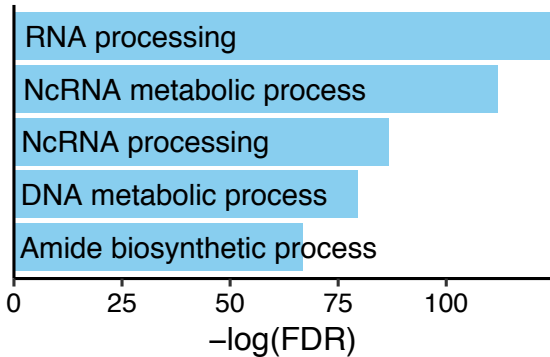 RNA processing
NcRNA metabolic process
NcRNA processing
DNA metabolic process
Amide biosynthetic process
0 25 50 75 100
−log(FDR)